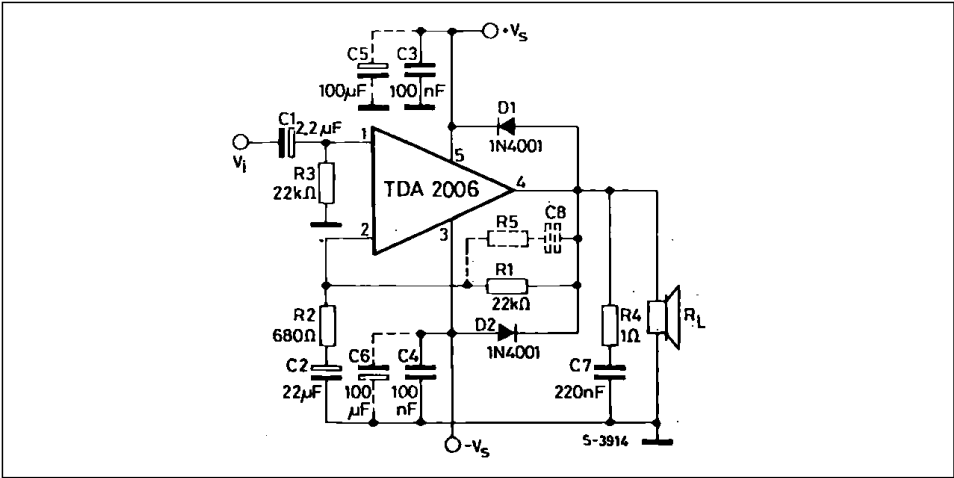 +Vs
C5
C3
100µF
100 nF
D1
1N4001
C1
2.2µF
1
Vi
5
R3
22kΩ
TDA 2006
4
2
3
R5
C8
R1
22kΩ
R2
680Ω
D2
1N4001
R4
1Ω
RL
C2
22µF
C6
100
µF
C4
100
nF
C7
220nF
S-3914
-Vs